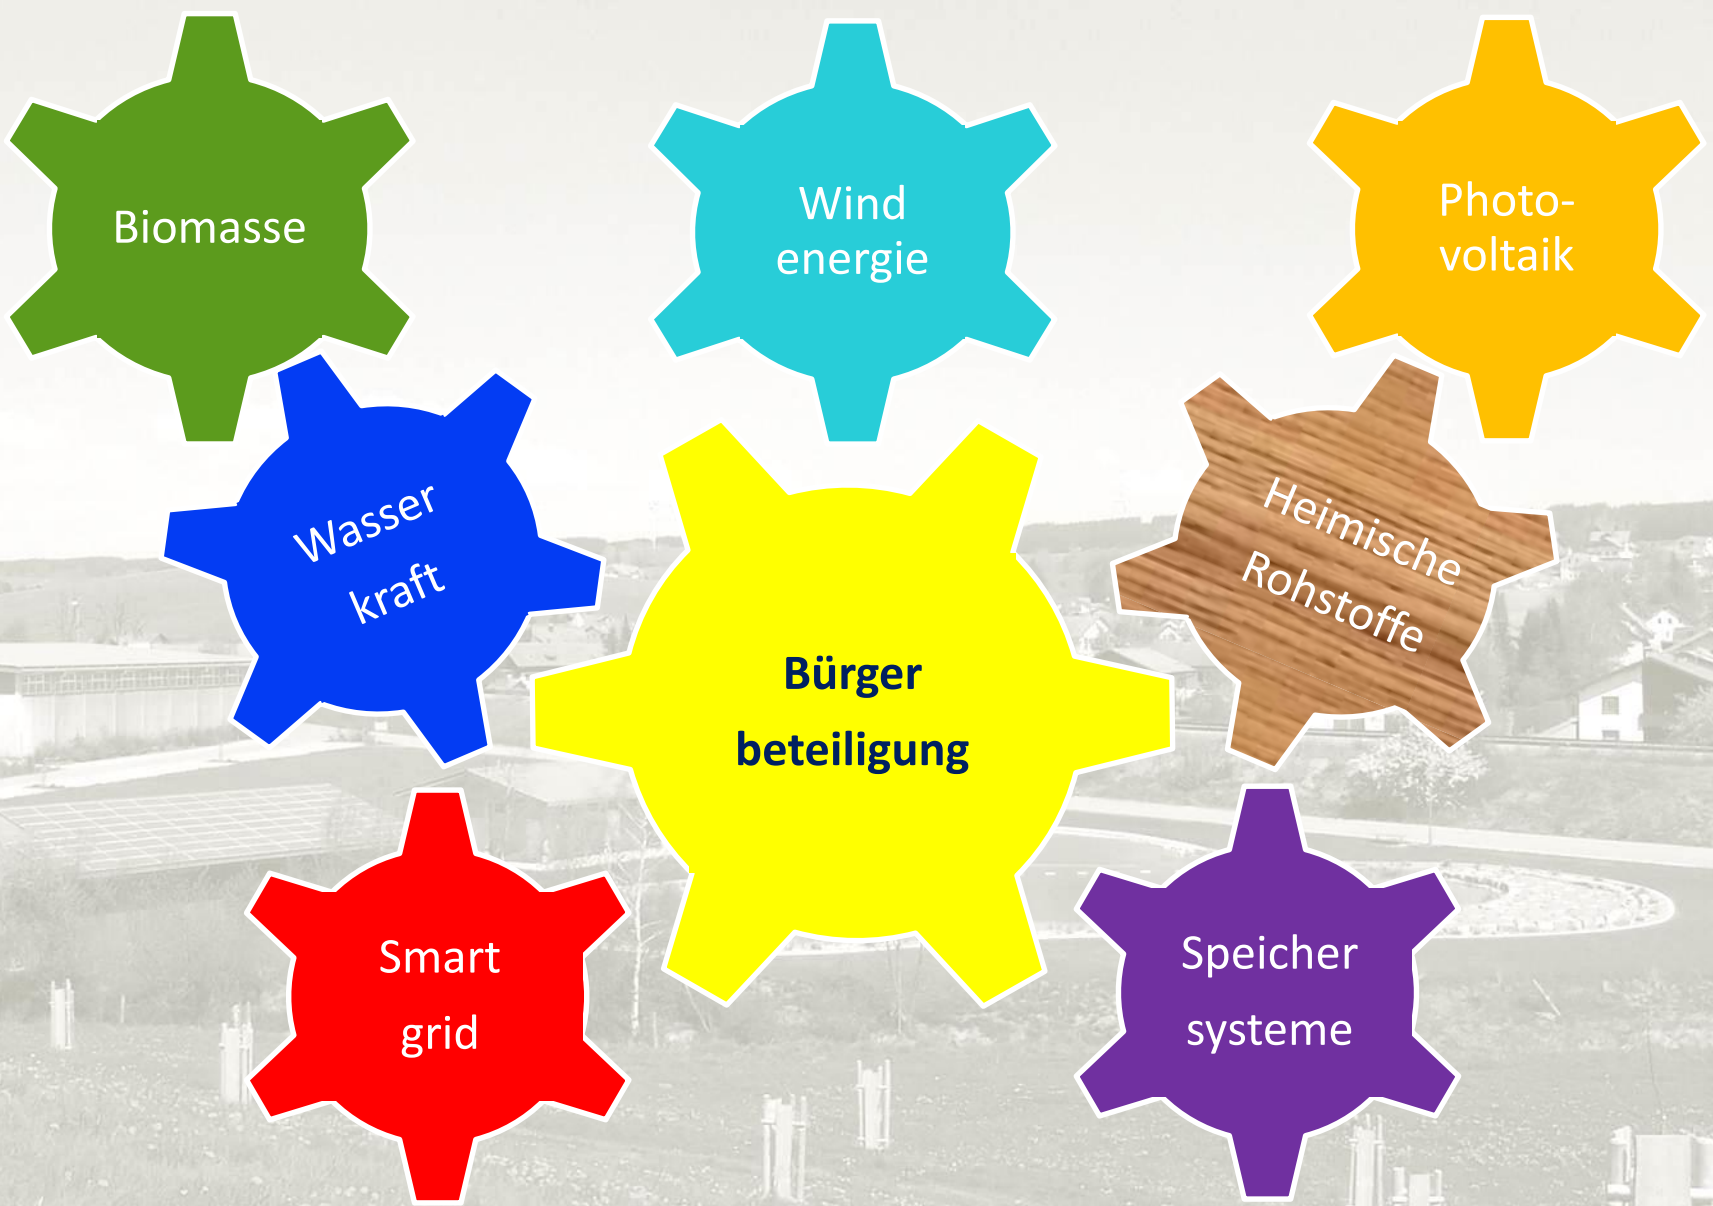 Biomasse
Wind
energie
Photo-
voltaik
Wasser
kraft
Heimische
Rohstoffe
Bürger
beteiligung
Smart
grid
Speicher
systeme